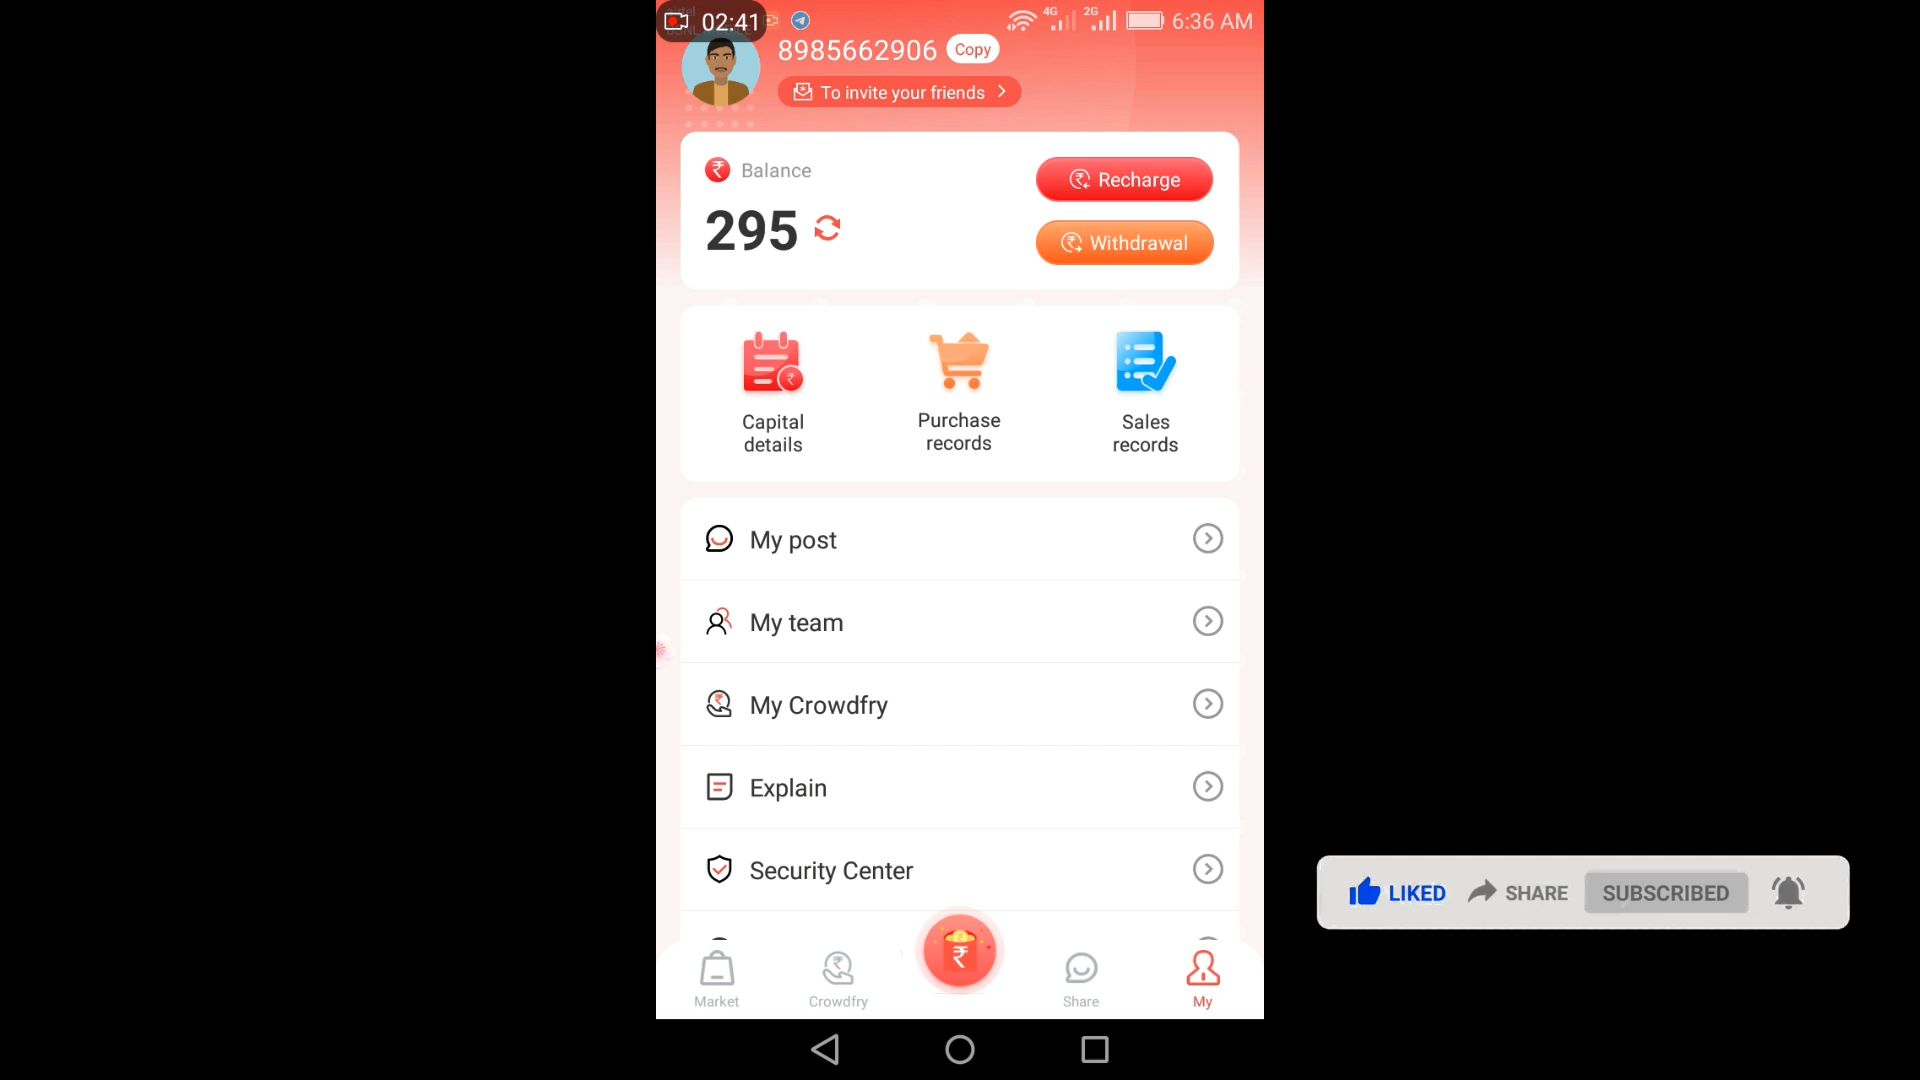 02:41
4G
2G
6:36 AM
8985662906
Copy
To invite your friends
Balance
Recharge
295
Withdrawal
Capital
details
Purchase
records
Sales
records
My post
My team
My Crowdfry
Explain
Security Center
LIKED
SHARE
SUBSCRIBED
Market
Crowdfry
Share
My